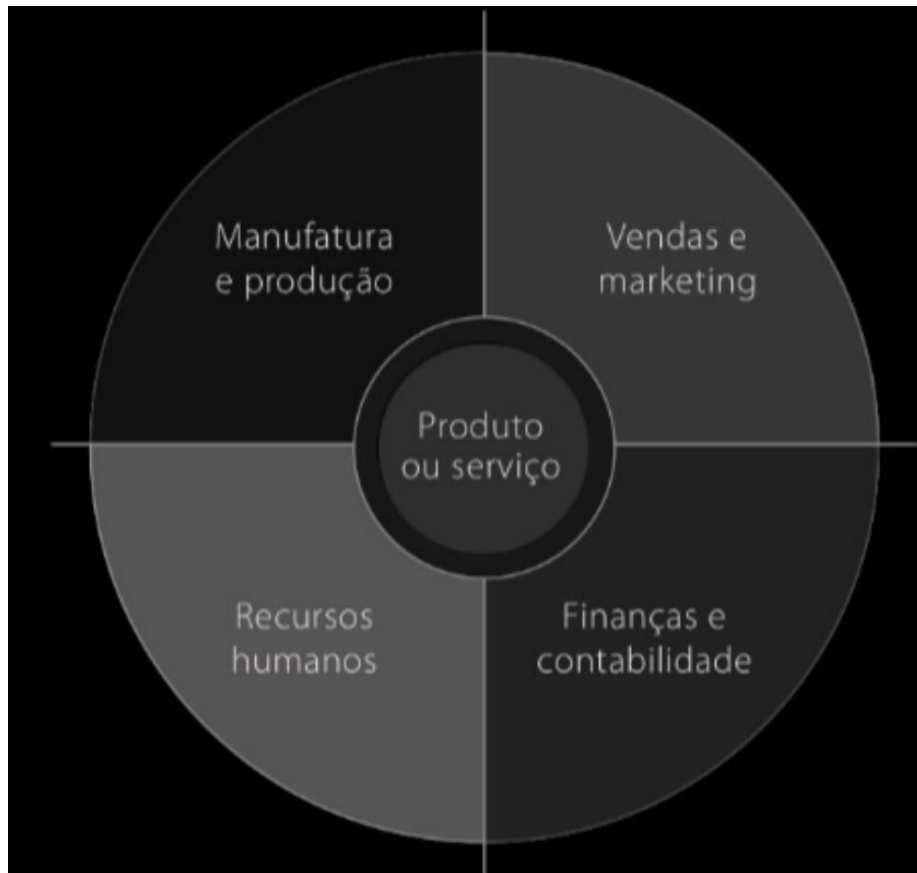 Manufatura
e produção
Vendas e
marketing
Produto
ou serviço
Recursos
humanos
Finanças e
contabilidade